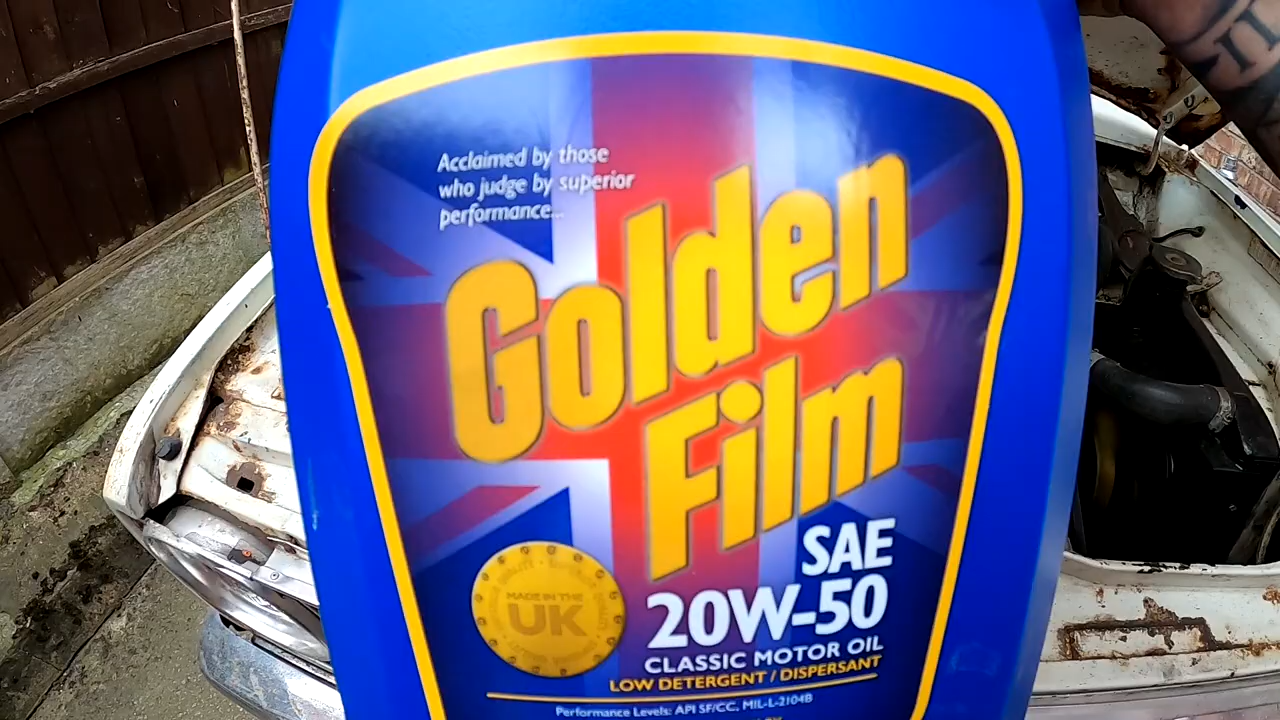 Acclaimed by those
who judge by superior
performance...
Golden
Film
SAE
20W-50
MADE IN THE
UK
CLASSIC MOTOR OIL
LOW DETERGENT / DISPERSANT
Performance Levels: API SF/CC, MIL-L-2104B